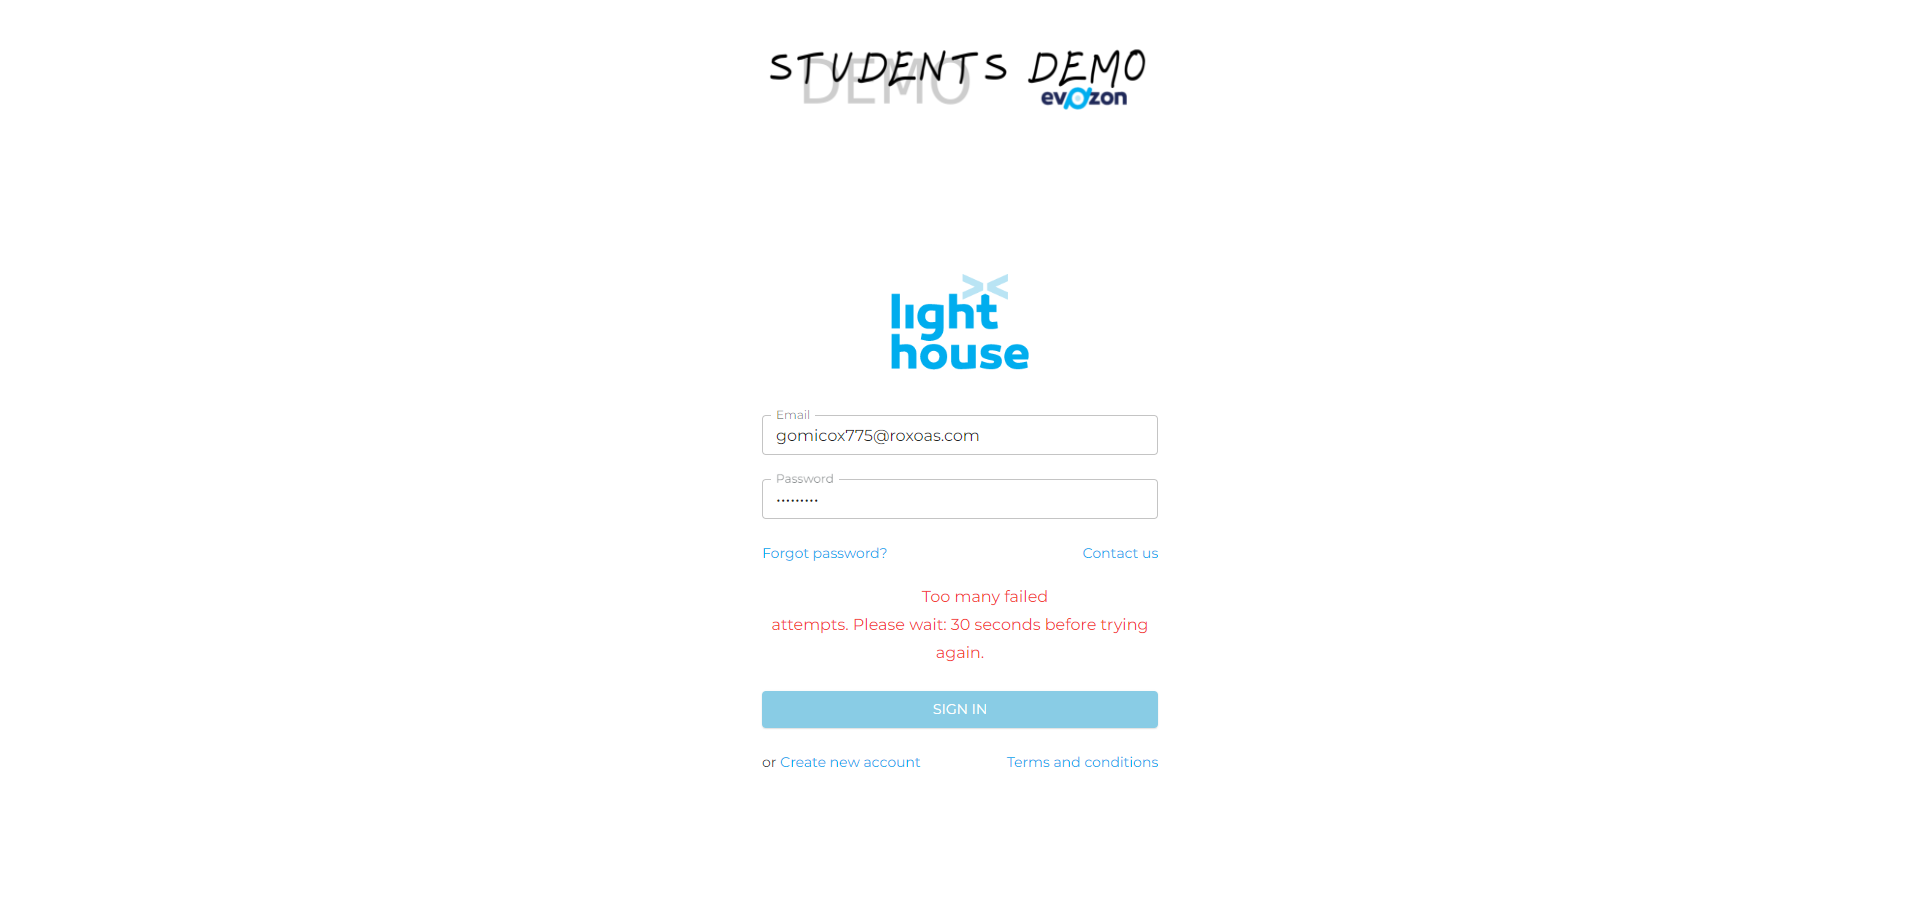 STUDENTS DEMO
DEMO
evozon
light
house
Email
gomicox775@roxoas.com
Password
•••••••••
Forgot password?
Contact us
Too many failed
attempts. Please wait: 30 seconds before trying
again.
SIGN IN
or Create new account
Terms and conditions